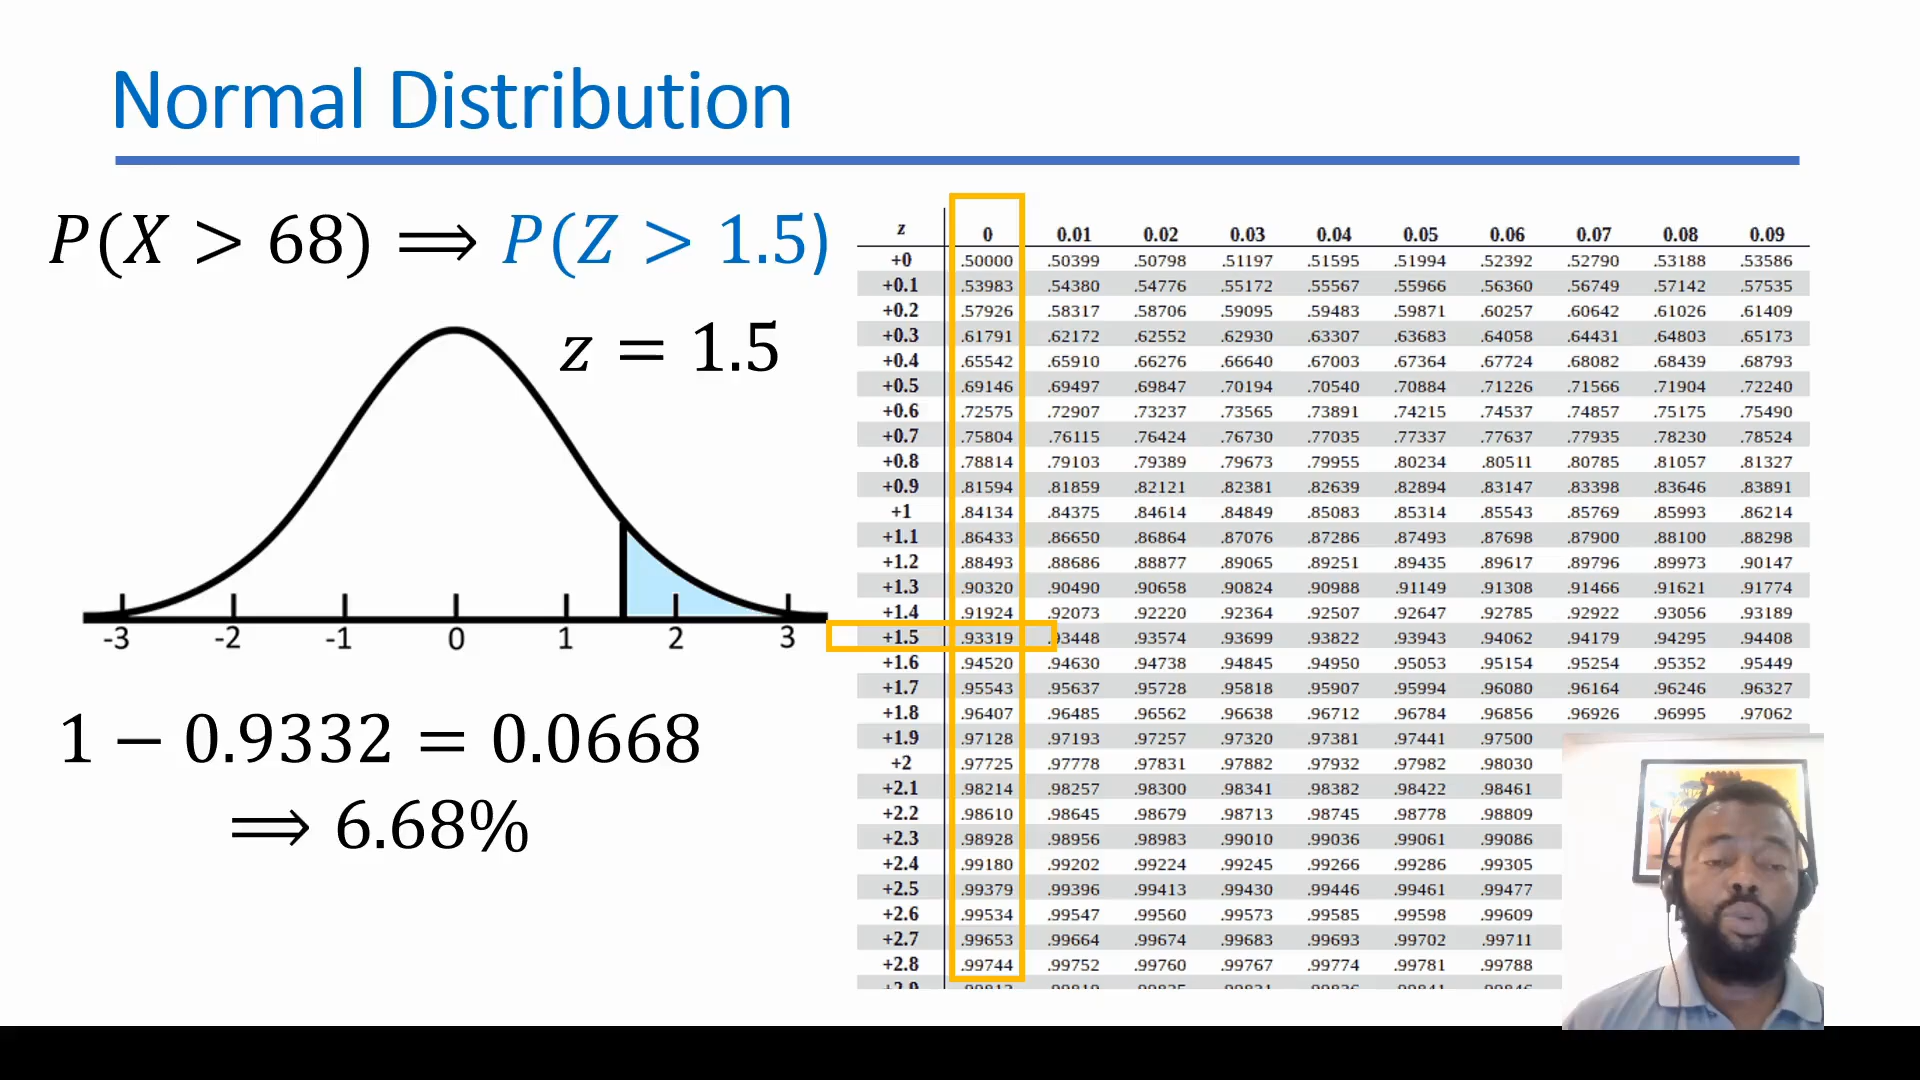 Normal Distribution
P(X > 68) ⟹ P(Z > 1.5)
z = 1.5
-3 -2 -1 0 1 2 3
1 − 0.9332 = 0.0668
⟹ 6.68%
z 0 0.01 0.02 0.03 0.04 0.05 0.06 0.07 0.08 0.09
+0 .50000 .50399 .50798 .51197 .51595 .51994 .52392 .52790 .53188 .53586
+0.1 .53983 .54380 .54776 .55172 .55567 .55966 .56360 .56749 .57142 .57535
+0.2 .57926 .58317 .58706 .59095 .59483 .59871 .60257 .60642 .61026 .61409
+0.3 .61791 .62172 .62552 .62930 .63307 .63683 .64058 .64431 .64803 .65173
+0.4 .65542 .65910 .66276 .66640 .67003 .67364 .67724 .68082 .68439 .68793
+0.5 .69146 .69497 .69847 .70194 .70540 .70884 .71226 .71566 .71904 .72240
+0.6 .72575 .72907 .73237 .73565 .73891 .74215 .74537 .74857 .75175 .75490
+0.7 .75804 .76115 .76424 .76730 .77035 .77337 .77637 .77935 .78230 .78524
+0.8 .78814 .79103 .79389 .79673 .79955 .80234 .80511 .80785 .81057 .81327
+0.9 .81594 .81859 .82121 .82381 .82639 .82894 .83147 .83398 .83646 .83891
+1 .84134 .84375 .84614 .84849 .85083 .85314 .85543 .85769 .85993 .86214
+1.1 .86433 .86650 .86864 .87076 .87286 .87493 .87698 .87900 .88100 .88298
+1.2 .88493 .88686 .88877 .89065 .89251 .89435 .89617 .89796 .89973 .90147
+1.3 .90320 .90490 .90658 .90824 .90988 .91149 .91308 .91466 .91621 .91774
+1.4 .91924 .92073 .92220 .92364 .92507 .92647 .92785 .92922 .93056 .93189
+1.5 .93319 .93448 .93574 .93699 .93822 .93943 .94062 .94179 .94295 .94408
+1.6 .94520 .94630 .94738 .94845 .94950 .95053 .95154 .95254 .95352 .95449
+1.7 .95543 .95637 .95728 .95818 .95907 .95994 .96080 .96164 .96246 .96327
+1.8 .96407 .96485 .96562 .96638 .96712 .96784 .96856 .96926 .96995 .97062
+1.9 .97128 .97193 .97257 .97320 .97381 .97441 .97500
+2 .97725 .97778 .97831 .97882 .97932 .97982 .98030
+2.1 .98214 .98257 .98300 .98341 .98382 .98422 .98461
+2.2 .98610 .98645 .98679 .98713 .98745 .98778 .98809
+2.3 .98928 .98956 .98983 .99010 .99036 .99061 .99086
+2.4 .99180 .99202 .99224 .99245 .99266 .99286 .99305
+2.5 .99379 .99396 .99413 .99430 .99446 .99461 .99477
+2.6 .99534 .99547 .99560 .99573 .99585 .99598 .99609
+2.7 .99653 .99664 .99674 .99683 .99693 .99702 .99711
+2.8 .99744 .99752 .99760 .99767 .99774 .99781 .99788